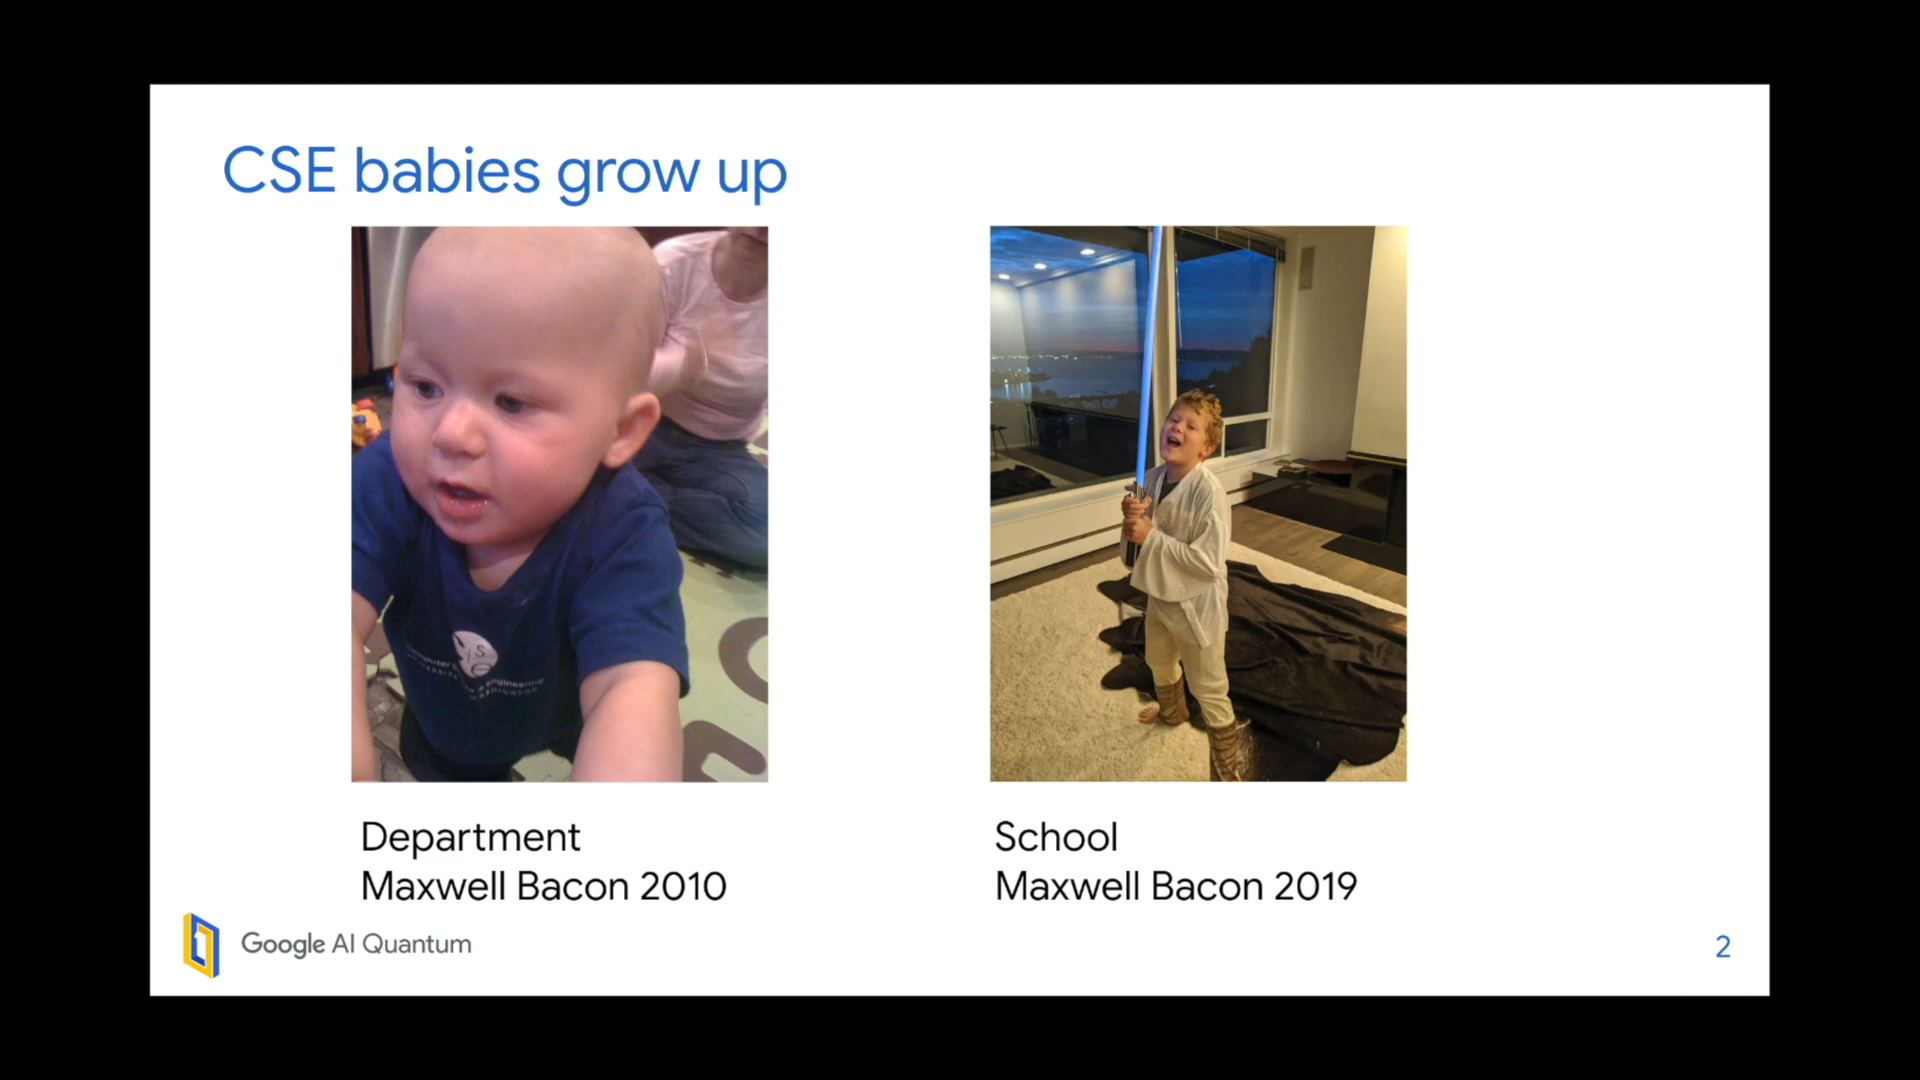 CSE babies grow up
Department
Maxwell Bacon 2010
School
Maxwell Bacon 2019
Google AI Quantum
2